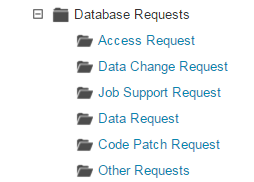 Database Requests
Access Request
Data Change Request
Job Support Request
Data Request
Code Patch Request
Other Requests